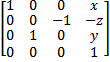 1 0 0 x
0 0 −1 −z
0 1 0 y
0 0 0 1